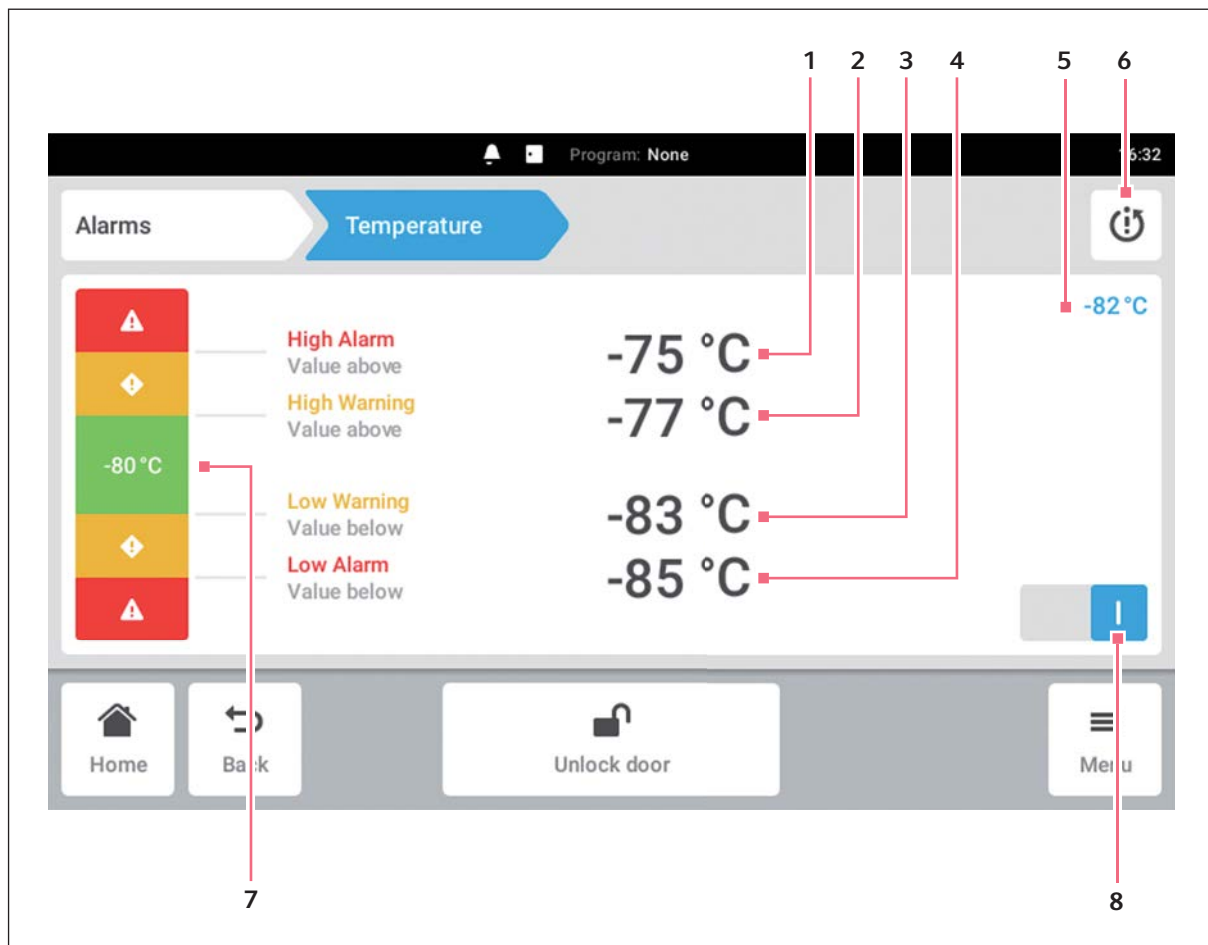 1 2 3 4 5 6
Program: None 16:32
Alarms Temperature
-82 °C
High Alarm
Value above
-75 °C
High Warning
Value above
-77 °C
-80 °C
Low Warning
Value below
-83 °C
Low Alarm
Value below
-85 °C
Home Back Unlock door Menu
7 8